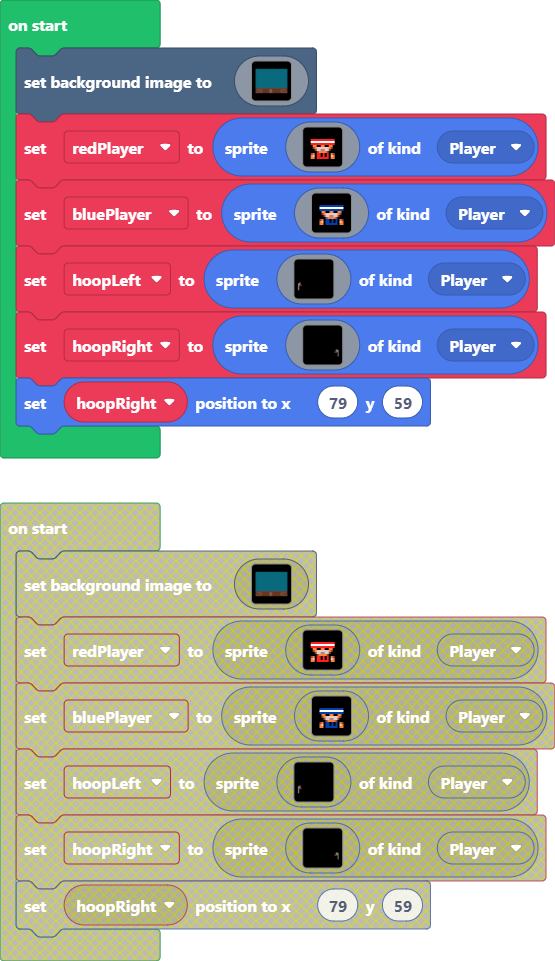 on start
set background image to
set redPlayer to sprite of kind Player
set bluePlayer to sprite of kind Player
set hoopLeft to sprite of kind Player
set hoopRight to sprite of kind Player
set hoopRight position to x 79 y 59
on start
set background image to
set redPlayer to sprite of kind Player
set bluePlayer to sprite of kind Player
set hoopLeft to sprite of kind Player
set hoopRight to sprite of kind Player
set hoopRight position to x 79 y 59